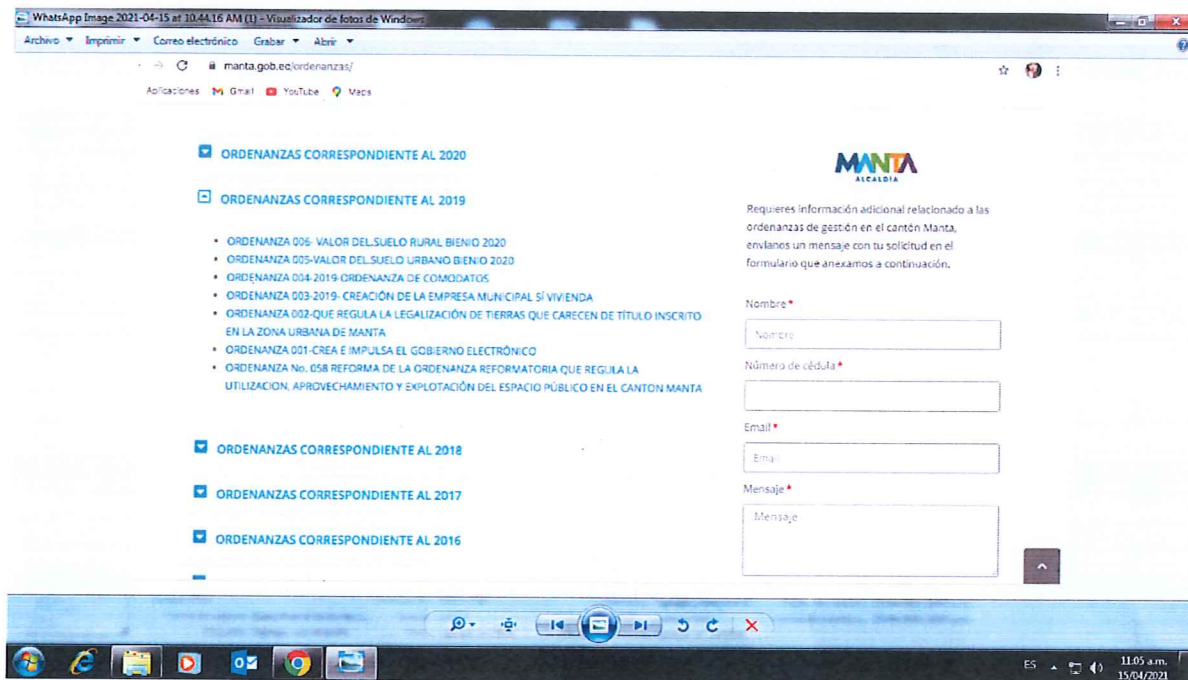 WhatsApp Image 2021-04-15 at 10.44.16 AM (1) - Visualizador de fotos de Windows
Archivo Imprimir Correo electrónico Grabar Abrir
manta.gob.ec/ordenanzas/
Aplicaciones Gmail YouTube Maps
ORDENANZAS CORRESPONDIENTE AL 2020
ORDENANZAS CORRESPONDIENTE AL 2019
• ORDENANZA 006- VALOR DEL.SUELO RURAL BIENIO 2020
• ORDENANZA 005-VALOR DEL.SUELO URBANO BIENIO 2020
• ORDENANZA 004-2019-ORDENANZA DE COMODATOS
• ORDENANZA 003-2019- CREACIÓN DE LA EMPRESA MUNICIPAL SÍ VIVIENDA
• ORDENANZA 002-QUE REGULA LA LEGALIZACIÓN DE TIERRAS QUE CARECEN DE TÍTULO INSCRITO
EN LA ZONA URBANA DE MANTA
• ORDENANZA 001-CREA E IMPULSA EL GOBIERNO ELECTRÓNICO
• ORDENANZA No. 058 REFORMA DE LA ORDENANZA REFORMATORIA QUE REGULA LA
UTILIZACION, APROVECHAMIENTO Y EXPLOTACIÓN DEL ESPACIO PÚBLICO EN EL CANTON MANTA
ORDENANZAS CORRESPONDIENTE AL 2018
ORDENANZAS CORRESPONDIENTE AL 2017
ORDENANZAS CORRESPONDIENTE AL 2016
MANTA
ALCALDÍA
Requieres información adicional relacionado a las
ordenanzas de gestión en el cantón Manta,
envíanos un mensaje con tu solicitud en el
formulario que anexamos a continuación.
Nombre *
Nombre
Número de cédula *
Email *
Email
Mensaje *
Mensaje
ES
11:05 a.m.
15/04/2021